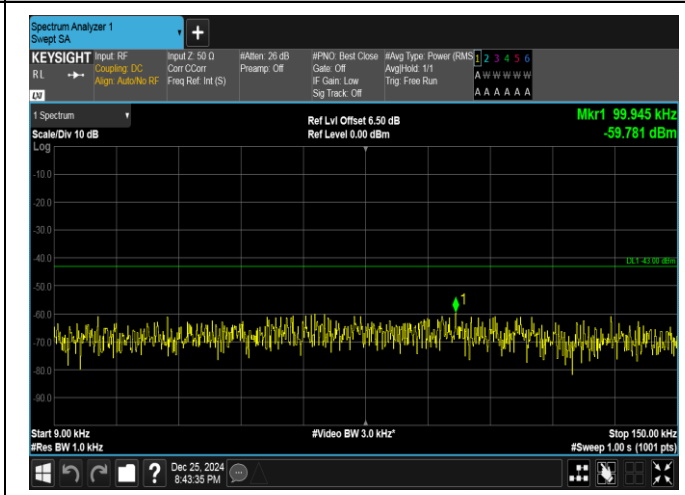 Spectrum Analyzer 1
Swept SA
+
KEYSIGHT
RL
LXI
Input: RF
Coupling: DC
Align: Auto/No RF
Input Z: 50 Ω
Corr CCorr
Freq Ref: Int (S)
#Atten: 26 dB
Preamp: Off
#PNO: Best Close
Gate: Off
IF Gain: Low
Sig Track: Off
#Avg Type: Power (RMS
Avg|Hold: 1/1
Trig: Free Run
1 2 3 4 5 6
A W W W W W
A A A A A A
1 Spectrum
Scale/Div 10 dB
Log
Ref Lvl Offset 6.50 dB
Ref Level 0.00 dBm
Mkr1 99.945 kHz
-59.781 dBm
-10.0
-20.0
-30.0
-40.0
DL1 -43.00 dBm
-50.0
1
-60.0
-70.0
-80.0
-90.0
Start 9.00 kHz
#Video BW 3.0 kHz*
Stop 150.00 kHz
#Res BW 1.0 kHz
#Sweep 1.00 s (1001 pts)
?
Dec 25, 2024
8:43:35 PM